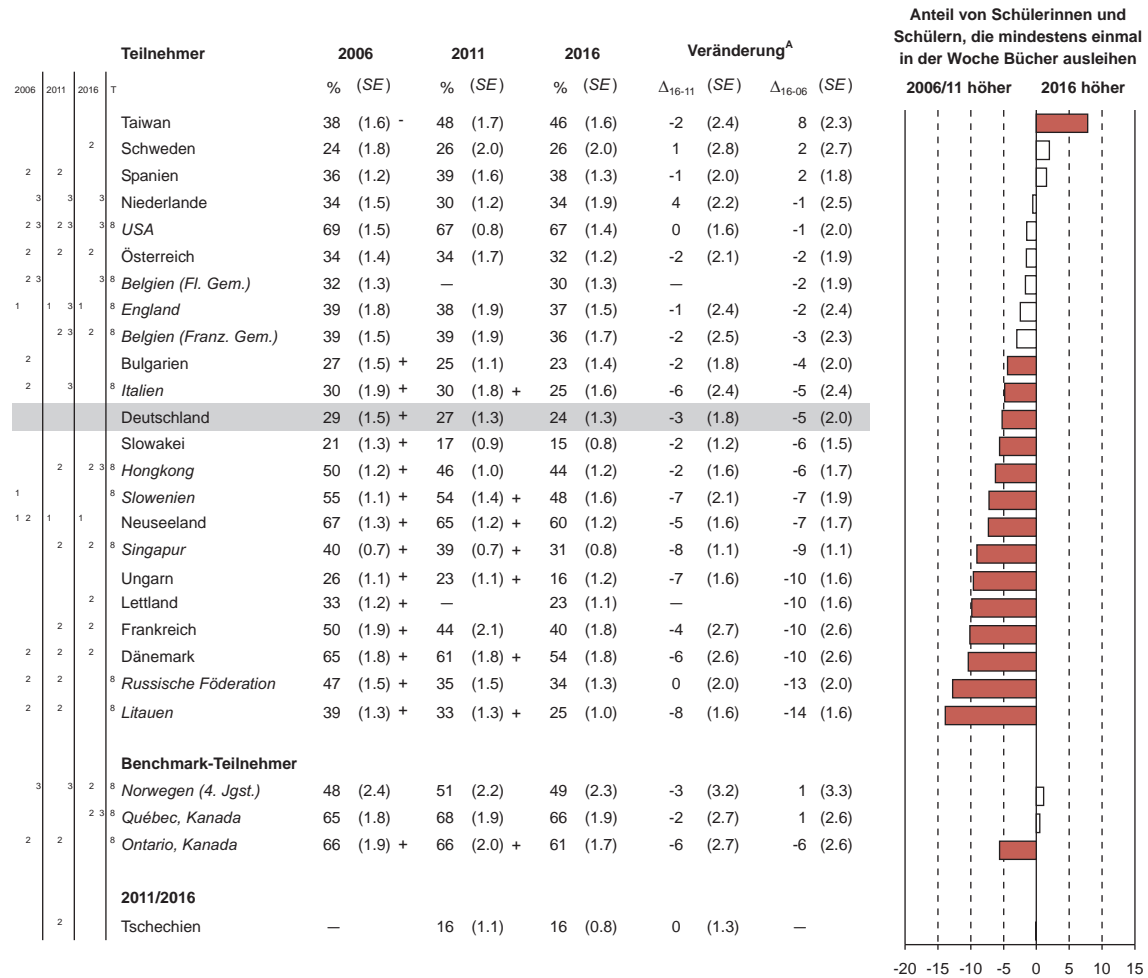 Anteil von Schülerinnen und
Schülern, die mindestens einmal
in der Woche Bücher ausleihen
Teilnehmer 2006 2011 2016 Veränderung^A
2006/11 höher 2016 höher
2006 2011 2016 T % (SE) % (SE) % (SE) Δ16-11 (SE) Δ16-06 (SE)
Taiwan 38 (1.6) - 48 (1.7) 46 (1.6) -2 (2.4) 8 (2.3)
2 Schweden 24 (1.8) 26 (2.0) 26 (2.0) 1 (2.8) 2 (2.7)
2 2 Spanien 36 (1.2) 39 (1.6) 38 (1.3) -1 (2.0) 2 (1.8)
3 3 3 Niederlande 34 (1.5) 30 (1.2) 34 (1.9) 4 (2.2) -1 (2.5)
2 3 2 3 3 8 USA 69 (1.5) 67 (0.8) 67 (1.4) 0 (1.6) -1 (2.0)
2 2 2 Österreich 34 (1.4) 34 (1.7) 32 (1.2) -2 (2.1) -2 (1.9)
2 3 3 8 Belgien (Fl. Gem.) 32 (1.3) — 30 (1.3) — -2 (1.9)
1 1 3 1 8 England 39 (1.8) 38 (1.9) 37 (1.5) -1 (2.4) -2 (2.4)
2 3 2 8 Belgien (Franz. Gem.) 39 (1.5) 39 (1.9) 36 (1.7) -2 (2.5) -3 (2.3)
2 Bulgarien 27 (1.5) + 25 (1.1) 23 (1.4) -2 (1.8) -4 (2.0)
2 3 8 Italien 30 (1.9) + 30 (1.8) + 25 (1.6) -6 (2.4) -5 (2.4)
Deutschland 29 (1.5) + 27 (1.3) 24 (1.3) -3 (1.8) -5 (2.0)
Slowakei 21 (1.3) + 17 (0.9) 15 (0.8) -2 (1.2) -6 (1.5)
2 2 3 8 Hongkong 50 (1.2) + 46 (1.0) 44 (1.2) -2 (1.6) -6 (1.7)
1 8 Slowenien 55 (1.1) + 54 (1.4) + 48 (1.6) -7 (2.1) -7 (1.9)
1 2 1 1 Neuseeland 67 (1.3) + 65 (1.2) + 60 (1.2) -5 (1.6) -7 (1.7)
2 2 8 Singapur 40 (0.7) + 39 (0.7) + 31 (0.8) -8 (1.1) -9 (1.1)
Ungarn 26 (1.1) + 23 (1.1) + 16 (1.2) -7 (1.6) -10 (1.6)
2 Lettland 33 (1.2) + — 23 (1.1) — -10 (1.6)
2 2 Frankreich 50 (1.9) + 44 (2.1) 40 (1.8) -4 (2.7) -10 (2.6)
2 2 2 Dänemark 65 (1.8) + 61 (1.8) + 54 (1.8) -6 (2.6) -10 (2.6)
2 2 8 Russische Föderation 47 (1.5) + 35 (1.5) 34 (1.3) 0 (2.0) -13 (2.0)
2 2 8 Litauen 39 (1.3) + 33 (1.3) + 25 (1.0) -8 (1.6) -14 (1.6)
Benchmark-Teilnehmer
3 3 2 8 Norwegen (4. Jgst.) 48 (2.4) 51 (2.2) 49 (2.3) -3 (3.2) 1 (3.3)
2 3 8 Québec, Kanada 65 (1.8) 68 (1.9) 66 (1.9) -2 (2.7) 1 (2.6)
2 2 8 Ontario, Kanada 66 (1.9) + 66 (2.0) + 61 (1.7) -6 (2.7) -6 (2.6)
2011/2016
2 Tschechien — 16 (1.1) 16 (0.8) 0 (1.3) —
-20 -15 -10 -5 0 5 10 15